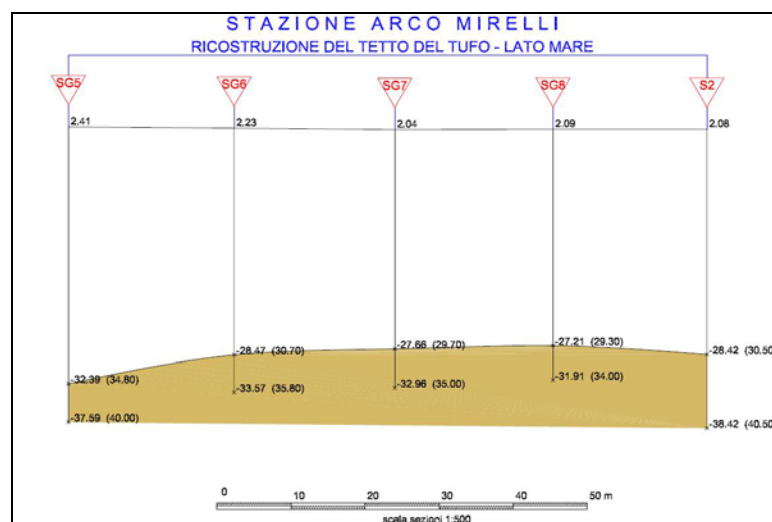 STAZIONE ARCO MIRELLI
RICOSTRUZIONE DEL TETTO DEL TUFO - LATO MARE
SG5 SG6 SG7 SG8 S2
2.41 2.23 2.04 2.09 2.08
-32.39 (34.80) -28.47 (30.70) -27.66 (29.70) -27.21 (29.30) -28.42 (30.50
-37.59 (40.00) -33.57 (35.80) -32.96 (35.00) -31.91 (34.00) -38.42 (40.50
0 10 20 30 40 50 m
scala sezioni 1:500